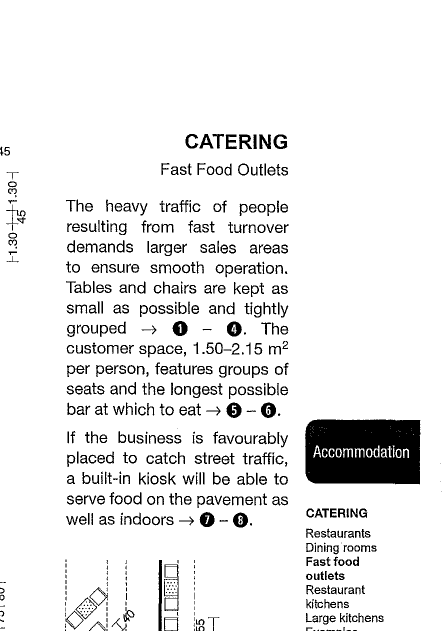 CATERING
Fast Food Outlets
The heavy traffic of people
resulting from fast turnover
demands larger sales areas
to ensure smooth operation.
Tables and chairs are kept as
small as possible and tightly
grouped → ❶ – ❹. The
customer space, 1.50–2.15 m²
per person, features groups of
seats and the longest possible
bar at which to eat → ❺ – ❻.
If the business is favourably
placed to catch street traffic,
a built-in kiosk will be able to
serve food on the pavement as
well as indoors → ❼ – ❽.
45
1.30
1.30
45
Accommodation
CATERING
Restaurants
Dining rooms
Fast food
outlets
Restaurant
kitchens
Large kitchens
40
55
75
80